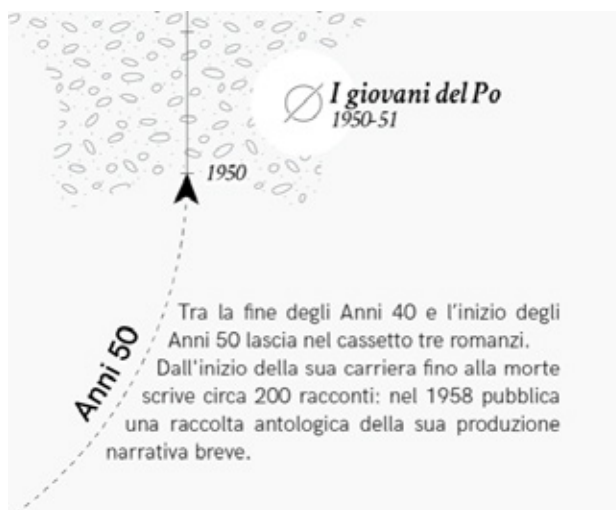 I giovani del Po
1950-51
1950
Anni 50
Tra la fine degli Anni 40 e l'inizio degli
Anni 50 lascia nel cassetto tre romanzi.
Dall'inizio della sua carriera fino alla morte
scrive circa 200 racconti: nel 1958 pubblica
una raccolta antologica della sua produzione
narrativa breve.